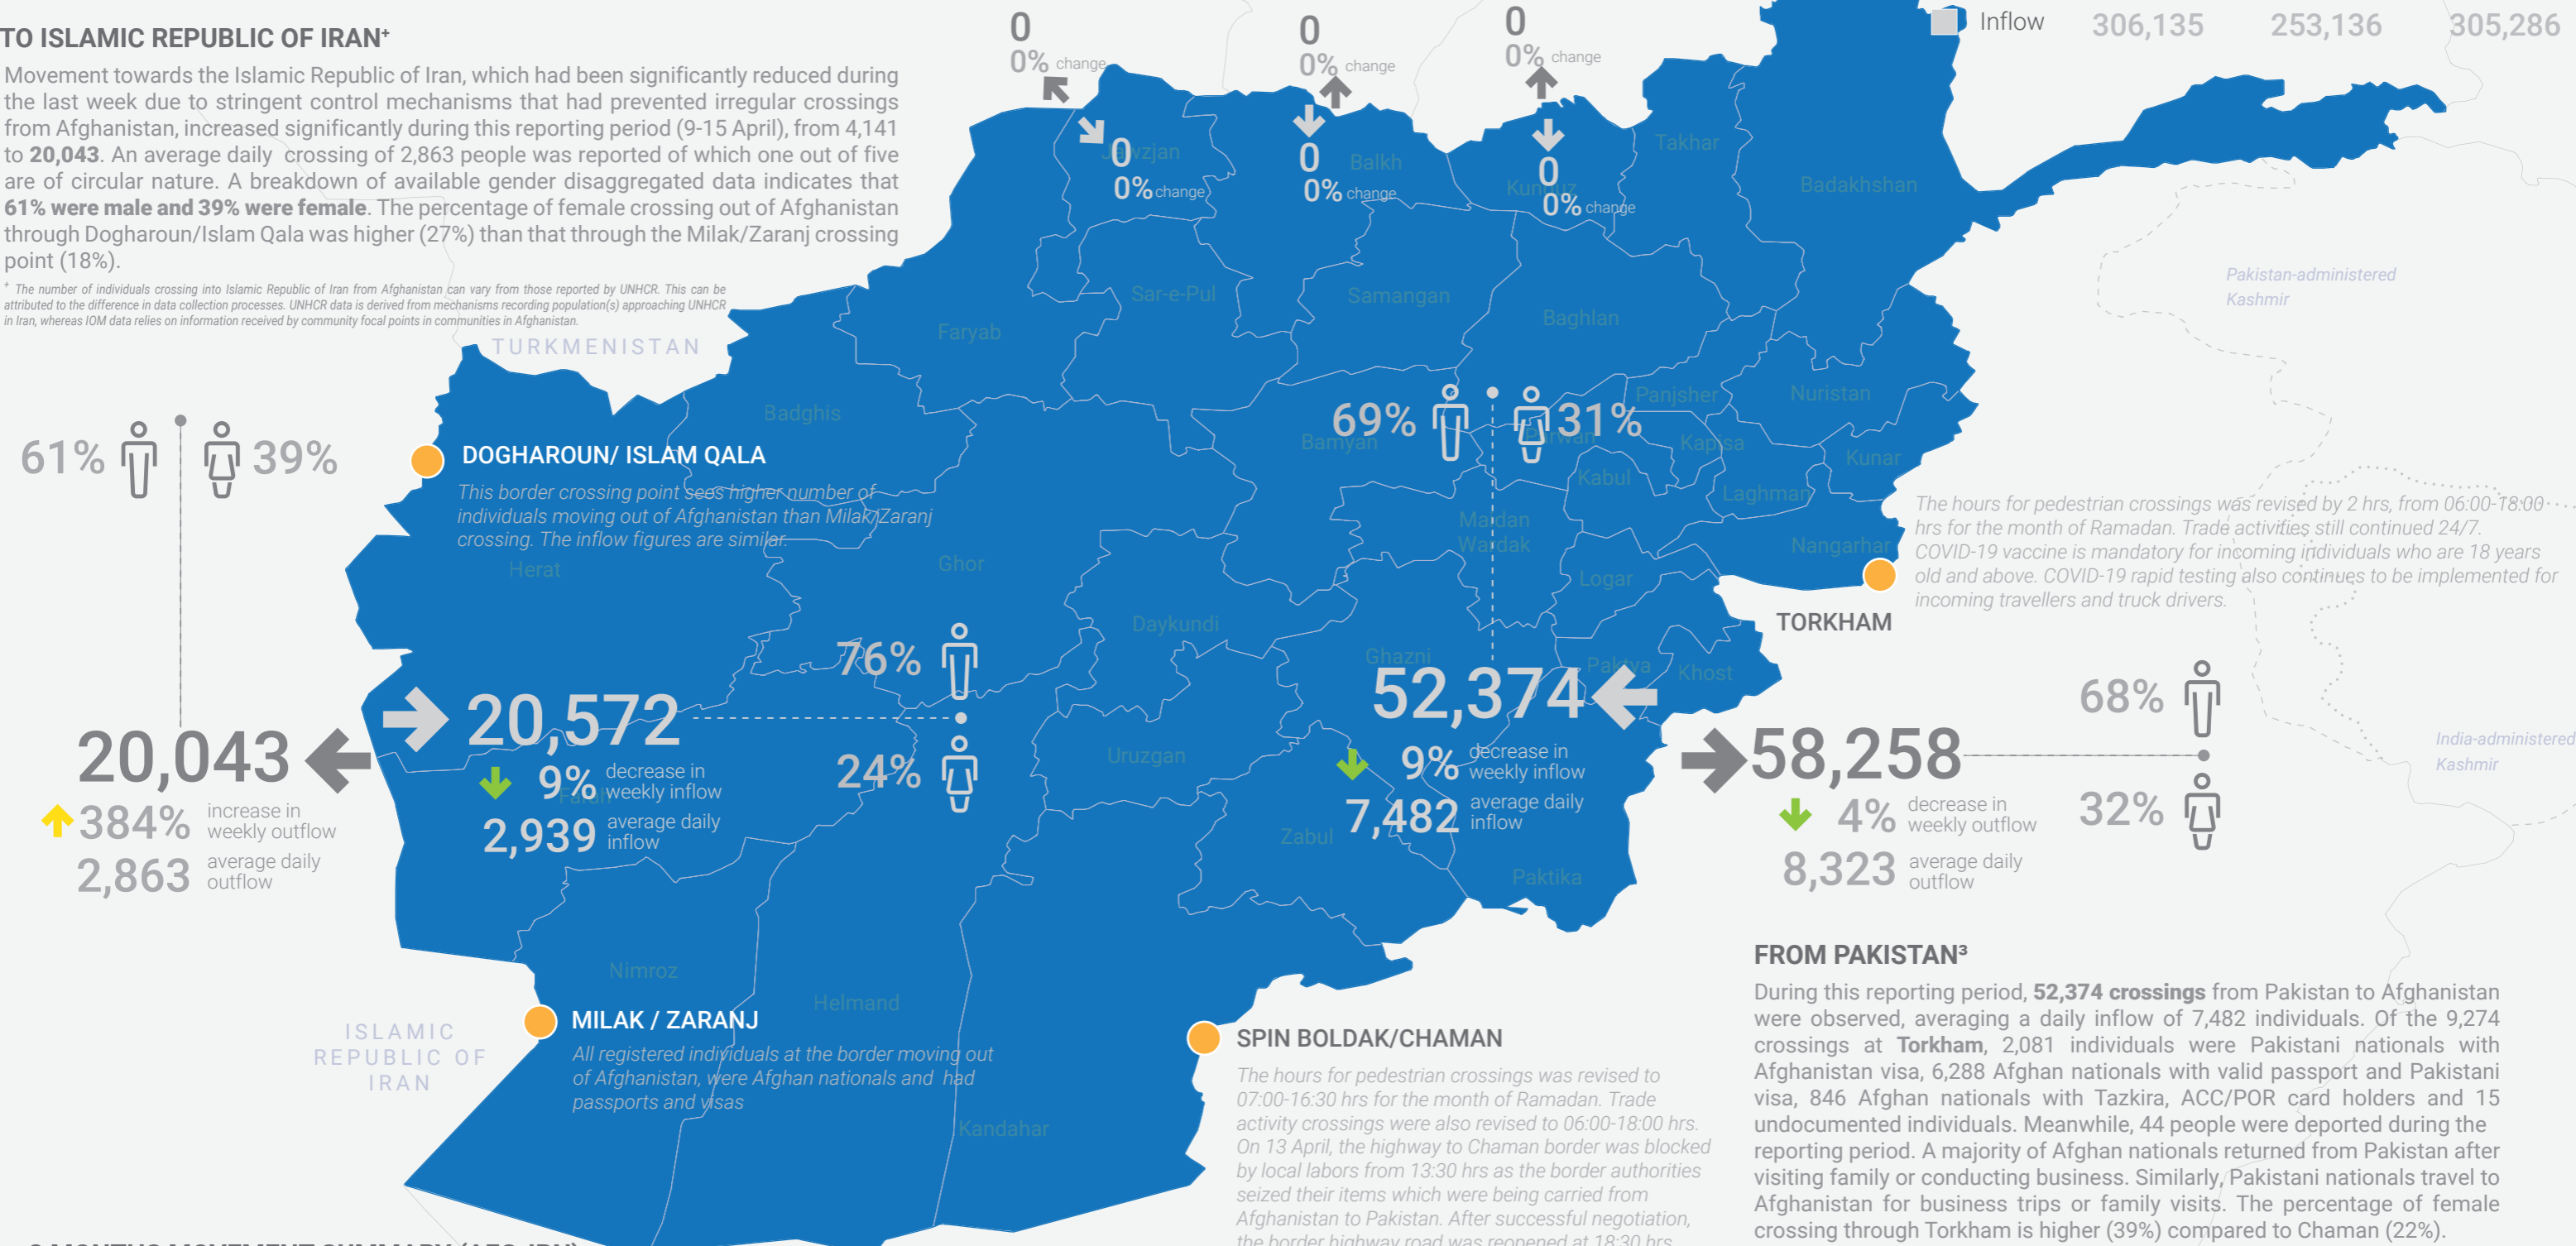 TO ISLAMIC REPUBLIC OF IRAN+
Movement towards the Islamic Republic of Iran, which had been significantly reduced during
the last week due to stringent control mechanisms that had prevented irregular crossings
from Afghanistan, increased significantly during this reporting period (9-15 April), from 4,141
to 20,043. An average daily crossing of 2,863 people was reported of which one out of five
are of circular nature. A breakdown of available gender disaggregated data indicates that
61% were male and 39% were female. The percentage of female crossing out of Afghanistan
through Dogharoun/Islam Qala was higher (27%) than that through the Milak/Zaranj crossing
point (18%).
+ The number of individuals crossing into Islamic Republic of Iran from Afghanistan can vary from those reported by UNHCR. This can be
attributed to the difference in data collection processes. UNHCR data is derived from mechanisms recording population(s) approaching UNHCR
in Iran, whereas IOM data relies on information received by community focal points in communities in Afghanistan.
0
0% change
0
0% change
0
0% change
0
0% change
0
0% change
0
0% change
Inflow 306,135 253,136 305,286
Jawzjan
Balkh
Kunduz
Takhar
Badakhshan
Sar-e-Pul
Samangan
Baghlan
Faryab
TURKMENISTAN
Pakistan-administered
Kashmir
Badghis
Panjsher
Nuristan
Bamyan
Parwan
Kapisa
Kunar
Kabul
Laghman
Maidan
Wardak
Nangarhar
Logar
Herat
Ghor
Daykundi
Ghazni
Paktya
Khost
Uruzgan
Farah
Zabul
Paktika
Nimroz
Helmand
Kandahar
61% 39%
DOGHAROUN/ ISLAM QALA
This border crossing point sees higher number of
individuals moving out of Afghanistan than Milak/Zaranj
crossing. The inflow figures are similar.
69% 31%
The hours for pedestrian crossings was revised by 2 hrs, from 06:00-18:00
hrs for the month of Ramadan. Trade activities still continued 24/7.
COVID-19 vaccine is mandatory for incoming individuals who are 18 years
old and above. COVID-19 rapid testing also continues to be implemented for
incoming travellers and truck drivers.
TORKHAM
20,043
384% increase in
weekly outflow
2,863 average daily
outflow
20,572
9% decrease in
weekly inflow
2,939 average daily
inflow
76%
24%
52,374
9% decrease in
weekly inflow
7,482 average daily
inflow
58,258
4% decrease in
weekly outflow
8,323 average daily
outflow
68%
32%
India-administered
Kashmir
ISLAMIC
REPUBLIC OF
IRAN
MILAK / ZARANJ
All registered individuals at the border moving out
of Afghanistan, were Afghan nationals and had
passports and visas
SPIN BOLDAK/CHAMAN
The hours for pedestrian crossings was revised to
07:00-16:30 hrs for the month of Ramadan. Trade
activity crossings were also revised to 06:00-18:00 hrs.
On 13 April, the highway to Chaman border was blocked
by local labors from 13:30 hrs as the border authorities
seized their items which were being carried from
Afghanistan to Pakistan. After successful negotiation,
the border highway road was reopened at 18:30 hrs
FROM PAKISTAN³
During this reporting period, 52,374 crossings from Pakistan to Afghanistan
were observed, averaging a daily inflow of 7,482 individuals. Of the 9,274
crossings at Torkham, 2,081 individuals were Pakistani nationals with
Afghanistan visa, 6,288 Afghan nationals with valid passport and Pakistani
visa, 846 Afghan nationals with Tazkira, ACC/POR card holders and 15
undocumented individuals. Meanwhile, 44 people were deported during the
reporting period. A majority of Afghan nationals returned from Pakistan after
visiting family or conducting business. Similarly, Pakistani nationals travel to
Afghanistan for business trips or family visits. The percentage of female
crossing through Torkham is higher (39%) compared to Chaman (22%).
MONTHS MOVEMENT SUMMARY